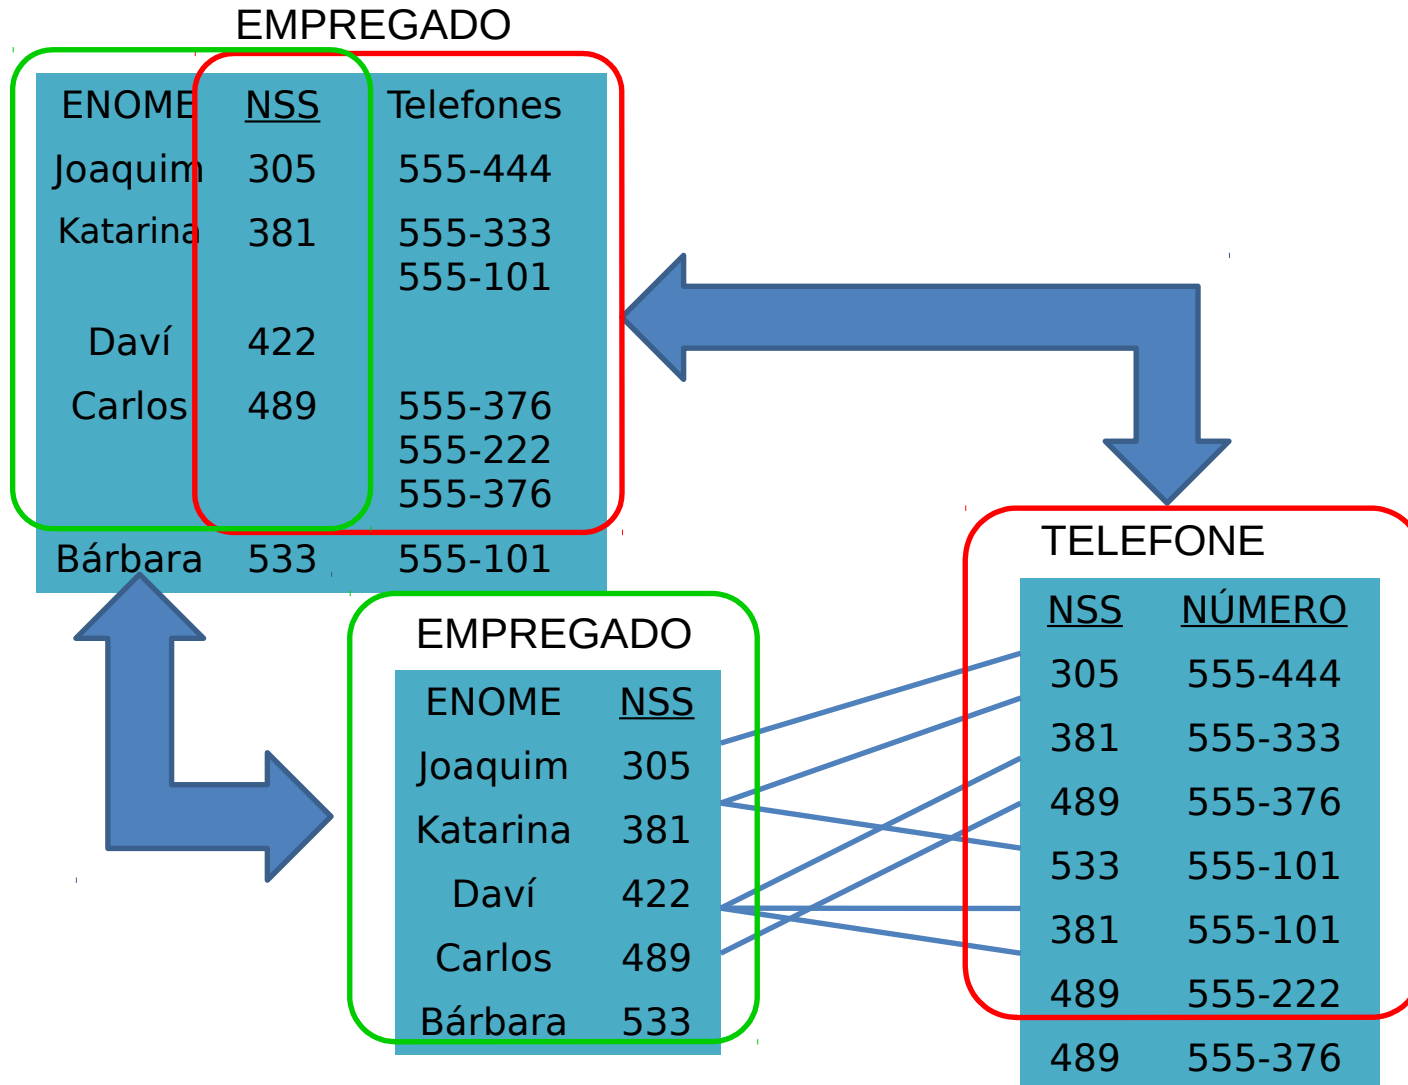 EMPREGADO
ENOME NSS Telefones
Joaquim 305 555-444
Katarina 381 555-333
555-101
Daví 422
Carlos 489 555-376
555-222
555-376
Bárbara 533 555-101
EMPREGADO
ENOME NSS
Joaquim 305
Katarina 381
Daví 422
Carlos 489
Bárbara 533
TELEFONE
NSS NÚMERO
305 555-444
381 555-333
489 555-376
533 555-101
381 555-101
489 555-222
489 555-376